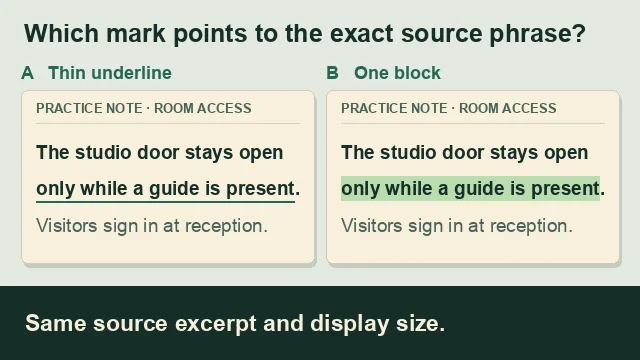 Which mark points to the exact source phrase?
A Thin underline
PRACTICE NOTE · ROOM ACCESS
The studio door stays open
only while a guide is present.
Visitors sign in at reception.
B One block
PRACTICE NOTE · ROOM ACCESS
The studio door stays open
only while a guide is present.
Visitors sign in at reception.
Same source excerpt and display size.